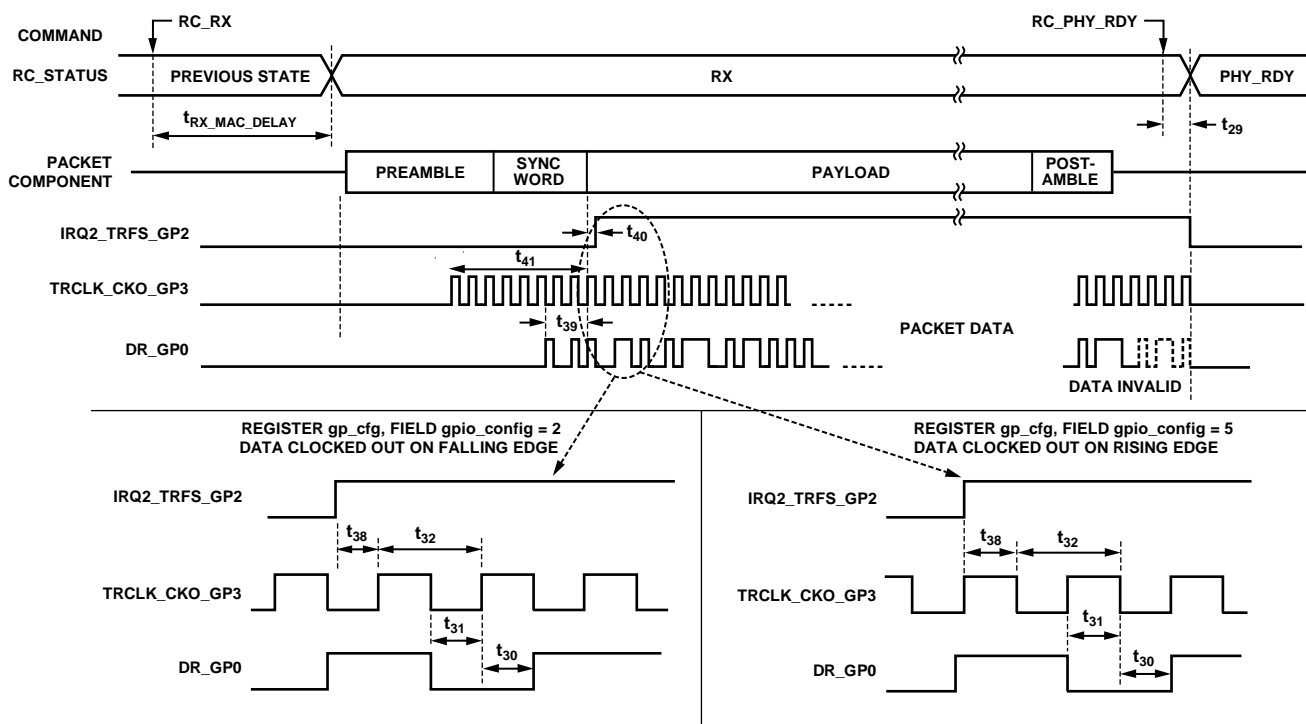 RC_RX
RC_PHY_RDY
COMMAND
RC_STATUS
PREVIOUS STATE
RX
PHY_RDY
tRX_MAC_DELAY
t29
PACKET
COMPONENT
PREAMBLE
SYNC
WORD
PAYLOAD
POST-
AMBLE
IRQ2_TRFS_GP2
t40
t41
TRCLK_CKO_GP3
t39
PACKET DATA
DR_GP0
DATA INVALID
REGISTER gp_cfg, FIELD gpio_config = 2
DATA CLOCKED OUT ON FALLING EDGE
IRQ2_TRFS_GP2
t38
t32
TRCLK_CKO_GP3
t31
t30
DR_GP0
REGISTER gp_cfg, FIELD gpio_config = 5
DATA CLOCKED OUT ON RISING EDGE
IRQ2_TRFS_GP2
t38
t32
TRCLK_CKO_GP3
t31
t30
DR_GP0